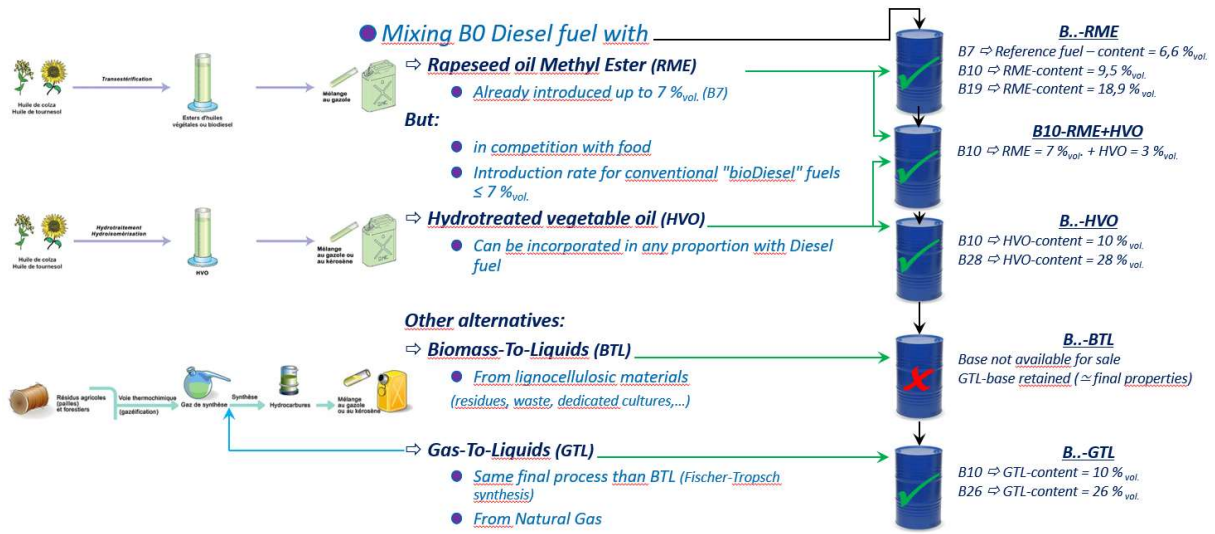 Mixing B0 Diesel fuel with
⇨ Rapeseed oil Methyl Ester (RME)
Already introduced up to 7 %vol. (B7)
But:
in competition with food
Introduction rate for conventional "bioDiesel" fuels
≤ 7 %vol.
⇨ Hydrotreated vegetable oil (HVO)
Can be incorporated in any proportion with Diesel
fuel
Other alternatives:
⇨ Biomass-To-Liquids (BTL)
From lignocellulosic materials
(residues, waste, dedicated cultures,...)
⇨ Gas-To-Liquids (GTL)
Same final process than BTL (Fischer-Tropsch
synthesis)
From Natural Gas
Huile de colza
Huile de tournesol
Transestérification
Esters d'huiles
végétales ou biodiesel
Mélange
au gazole
Huile de colza
Huile de tournesol
Hydrotraitement
Hydroisomérisation
HVO
Mélange
au gazole ou
au kérosène
Résidus agricoles
(pailles)
et forestiers
Voie thermochimique
(gazéification)
Gaz de synthèse
Synthèse
Hydrocarbures
Mélange
au gazole
ou au kérosène
B..-RME
B7 ⇨ Reference fuel – content = 6,6 %vol.
B10 ⇨ RME-content = 9,5 %vol.
B19 ⇨ RME-content = 18,9 %vol.
B10-RME+HVO
B10 ⇨ RME = 7 %vol. + HVO = 3 %vol.
B..-HVO
B10 ⇨ HVO-content = 10 %vol.
B28 ⇨ HVO-content = 28 %vol.
B..-BTL
Base not available for sale
GTL-base retained (≃ final properties)
B..-GTL
B10 ⇨ GTL-content = 10 %vol.
B26 ⇨ GTL-content = 26 %vol.